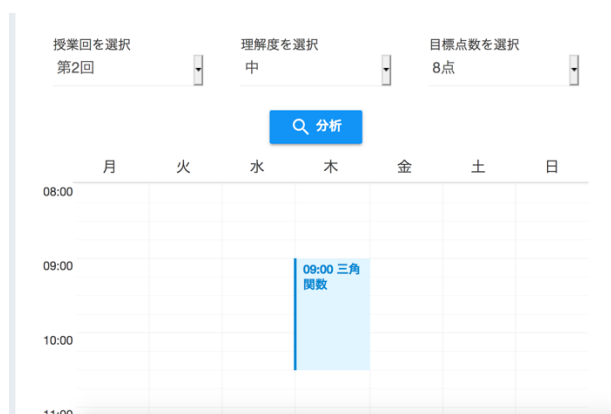 授業回を選択 理解度を選択 目標点数を選択
第2回 中 8点
分析
月 火 水 木 金 土 日
08:00
09:00 09:00 三角
関数
10:00
11:00